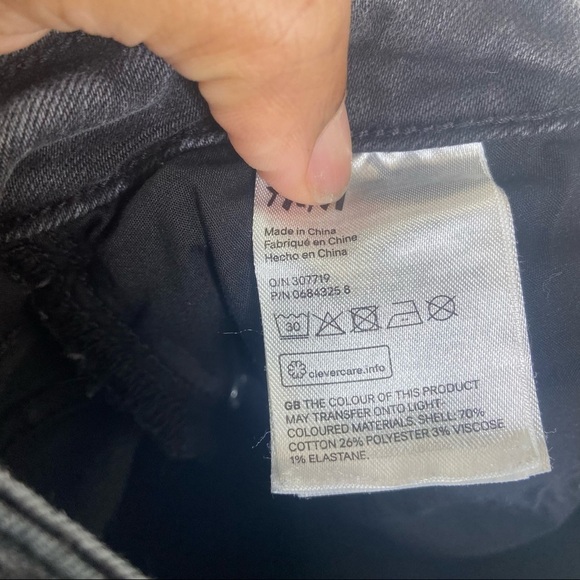 Made in China
Fabriqué en Chine
Hecho en China
O/N 307719
P/N 0684325 8
30
clevercare.info
GB THE COLOUR OF THIS PRODUCT
MAY TRANSFER ONTO LIGHT-
COLOURED MATERIALS. SHELL: 70%
COTTON 26% POLYESTER 3% VISCOSE
1% ELASTANE.